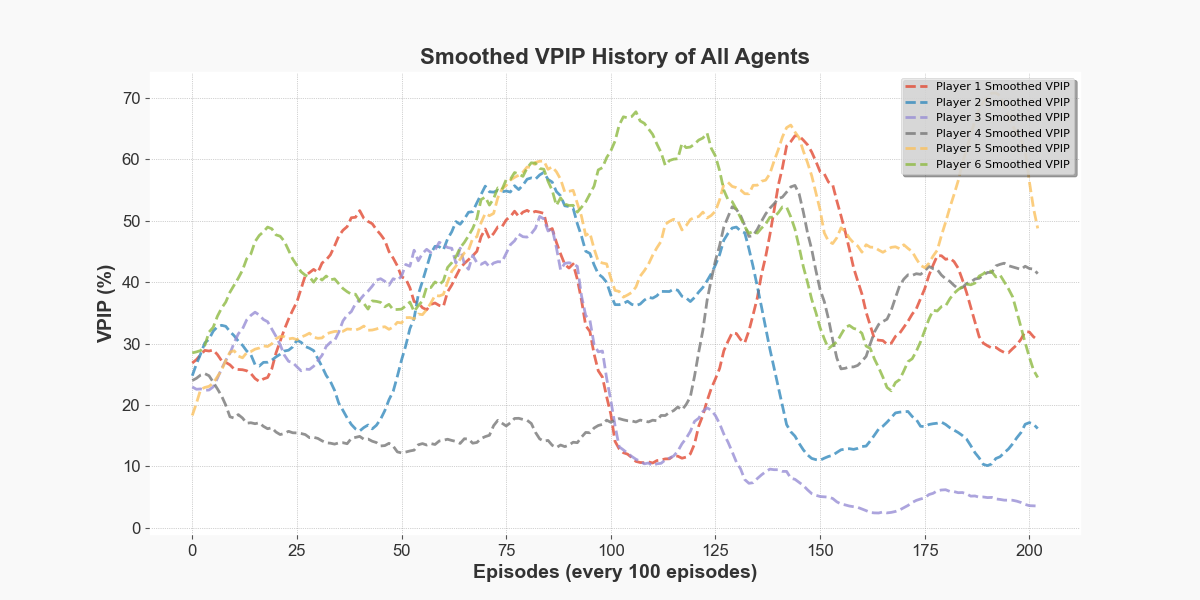 Smoothed VPIP History of All Agents
Player 1 Smoothed VPIP
Player 2 Smoothed VPIP
Player 3 Smoothed VPIP
Player 4 Smoothed VPIP
Player 5 Smoothed VPIP
Player 6 Smoothed VPIP
VPIP (%)
70
60
50
40
30
20
10
0
0 25 50 75 100 125 150 175 200
Episodes (every 100 episodes)